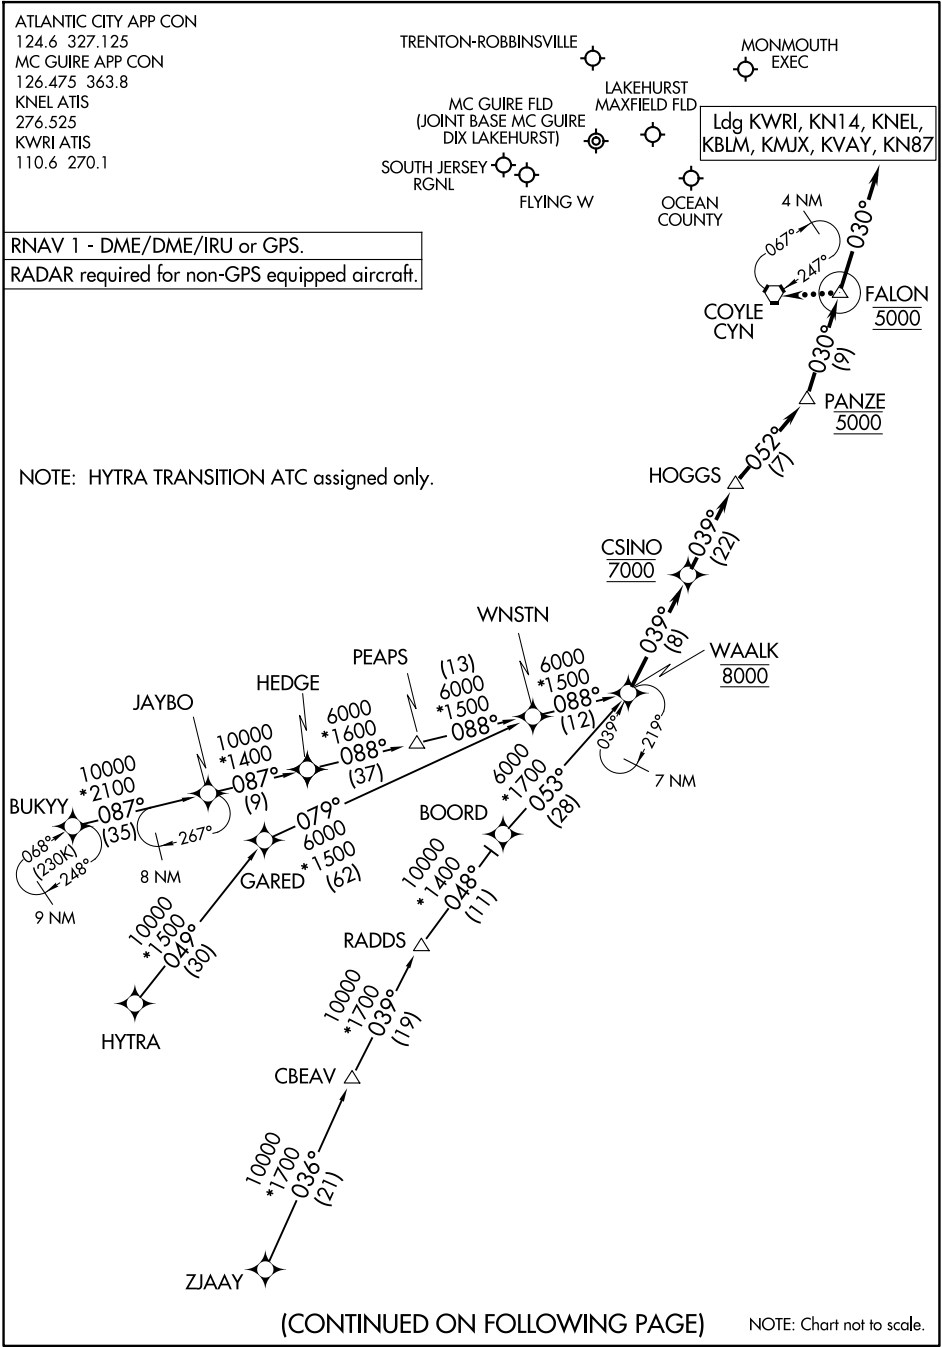 ATLANTIC CITY APP CON
124.6 327.125
MC GUIRE APP CON
126.475 363.8
KNEL ATIS
276.525
KWRI ATIS
110.6 270.1
TRENTON-ROBBINSVILLE
MONMOUTH
EXEC
LAKEHURST
MAXFIELD FLD
MC GUIRE FLD
(JOINT BASE MC GUIRE
DIX LAKEHURST)
SOUTH JERSEY
RGNL
FLYING W
OCEAN
COUNTY
Ldg KWRI, KN14, KNEL,
KBLM, KMJX, KVAY, KN87
RNAV 1 - DME/DME/IRU or GPS.
RADAR required for non-GPS equipped aircraft.
4 NM
067°
247°
030°
COYLE
CYN
FALON
5000
030°
(9)
PANZE
5000
052°
(7)
NOTE: HYTRA TRANSITION ATC assigned only.
HOGGS
039°
(22)
CSINO
7000
039°
(8)
WAALK
8000
039°
219°
7 NM
WNSTN
6000
*1500
088°
(12)
PEAPS
(13)
6000
*1500
088°
HEDGE
6000
*1600
088°
(37)
JAYBO
10000
*1400
087°
(9)
267°
8 NM
BUKYY
10000
*2100
087°
(35)
068°
(230K)
248°
9 NM
079°
6000
*1500
(62)
GARED
10000
*1500
049°
(30)
HYTRA
BOORD
6000
*1700
053°
(28)
10000
*1400
048°
(11)
RADDS
10000
*1700
039°
(19)
CBEAV
10000
*1700
036°
(21)
ZJAAY
(CONTINUED ON FOLLOWING PAGE)
NOTE: Chart not to scale.